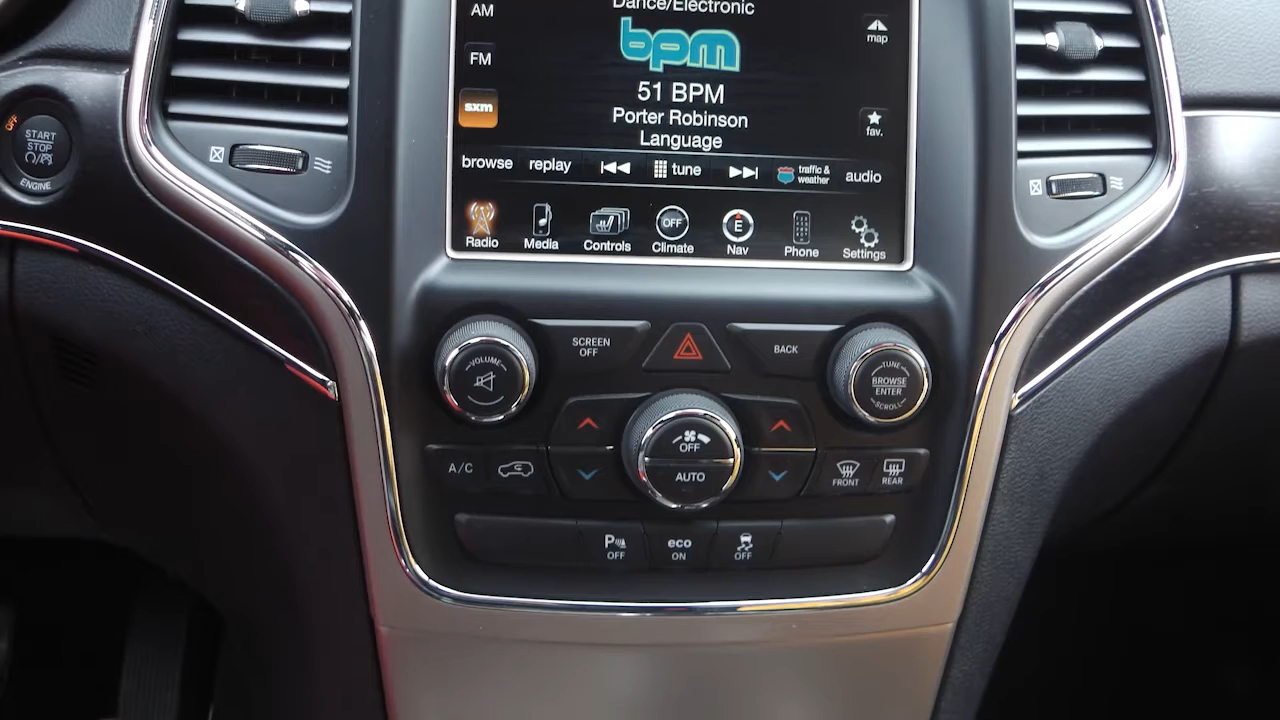 Dance/Electronic
AM
bpm
map
FM
51 BPM
sxm
Porter Robinson
fav.
Language
browse replay tune traffic & weather audio
OFF E
Radio Media Controls Climate Nav Phone Settings
OFF
START
STOP
ENGINE
SCREEN
OFF
BACK
VOLUME
TUNE
BROWSE
ENTER
SCROLL
OFF
A/C
AUTO
FRONT
REAR
P
OFF
eco
ON
OFF